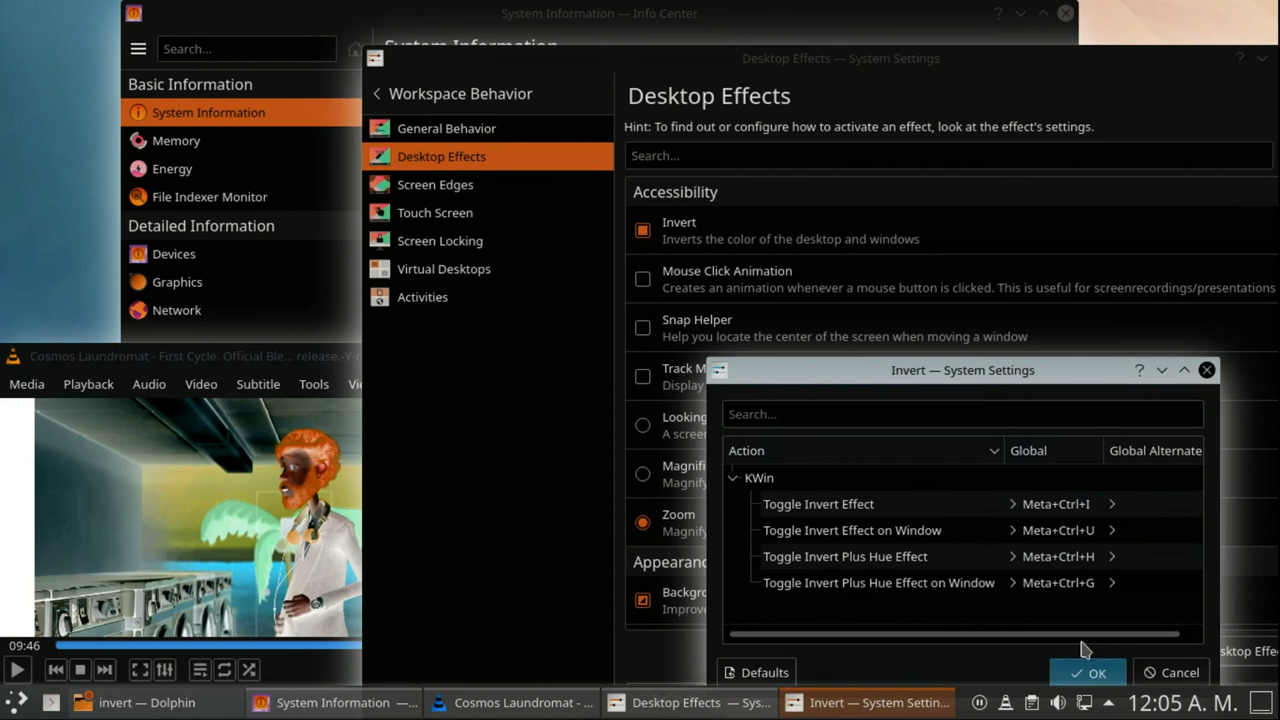 System Information — Info Center
Search...
System Information
Basic Information
System Information
Memory
Energy
File Indexer Monitor
Detailed Information
Devices
Graphics
Network
Desktop Effects — System Settings
Workspace Behavior
General Behavior
Desktop Effects
Screen Edges
Touch Screen
Screen Locking
Virtual Desktops
Activities
Desktop Effects
Hint: To find out or configure how to activate an effect, look at the effect's settings.
Search...
Accessibility
Invert
Inverts the color of the desktop and windows
Mouse Click Animation
Creates an animation whenever a mouse button is clicked. This is useful for screenrecordings/presentations
Snap Helper
Help you locate the center of the screen when moving a window
Track M
Display
Looking
A scree
Magnifi
Magnify
Zoom
Magnify
Appearanc
Backgro
Improve
sktop Effe
Cosmos Laundromat - First Cycle. Official Ble... release.-Y-r
Media Playback Audio Video Subtitle Tools Vi
09:46
Invert — System Settings
Search...
Action Global Global Alternate
KWin
Toggle Invert Effect Meta+Ctrl+I
Toggle Invert Effect on Window Meta+Ctrl+U
Toggle Invert Plus Hue Effect Meta+Ctrl+H
Toggle Invert Plus Hue Effect on Window Meta+Ctrl+G
Defaults OK Cancel
invert — Dolphin System Information —... Cosmos Laundromat - ... Desktop Effects — Sys... Invert — System Settin... 12:05 A. M.